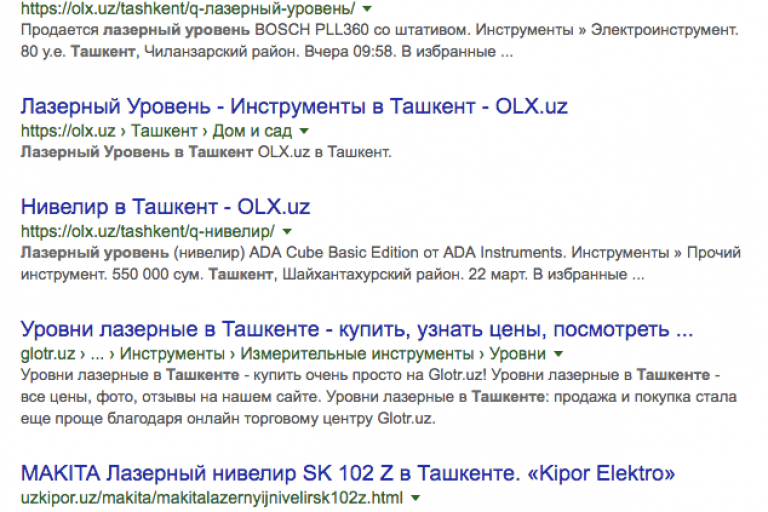 https://olx.uz/tashkent/q-лазерный-уровень/
Продается лазерный уровень BOSCH PLL360 со штативом. Инструменты » Электроинструмент.
80 у.е. Ташкент, Чиланзарский район. Вчера 09:58. В избранные ...
Лазерный Уровень - Инструменты в Ташкент - OLX.uz
https://olx.uz › Ташкент › Дом и сад
Лазерный Уровень в Ташкент OLX.uz в Ташкент.
Нивелир в Ташкент - OLX.uz
https://olx.uz/tashkent/q-нивелир/
Лазерный уровень (нивелир) ADA Cube Basic Edition от ADA Instruments. Инструменты » Прочий
инструмент. 550 000 сум. Ташкент, Шайхантахурский район. 22 март. В избранные ...
Уровни лазерные в Ташкенте - купить, узнать цены, посмотреть ...
glotr.uz › ... › Инструменты › Измерительные инструменты › Уровни
Уровни лазерные в Ташкенте - купить очень просто на Glotr.uz! Уровни лазерные в Ташкенте -
все цены, фото, отзывы на нашем сайте. Уровни лазерные в Ташкенте: продажа и покупка стала
еще проще благодаря онлайн торговому центру Glotr.uz.
MAKITA Лазерный нивелир SK 102 Z в Ташкенте. «Kipor Elektro»
uzkipor.uz/makita/makitalazernyijnivelirsk102z.html